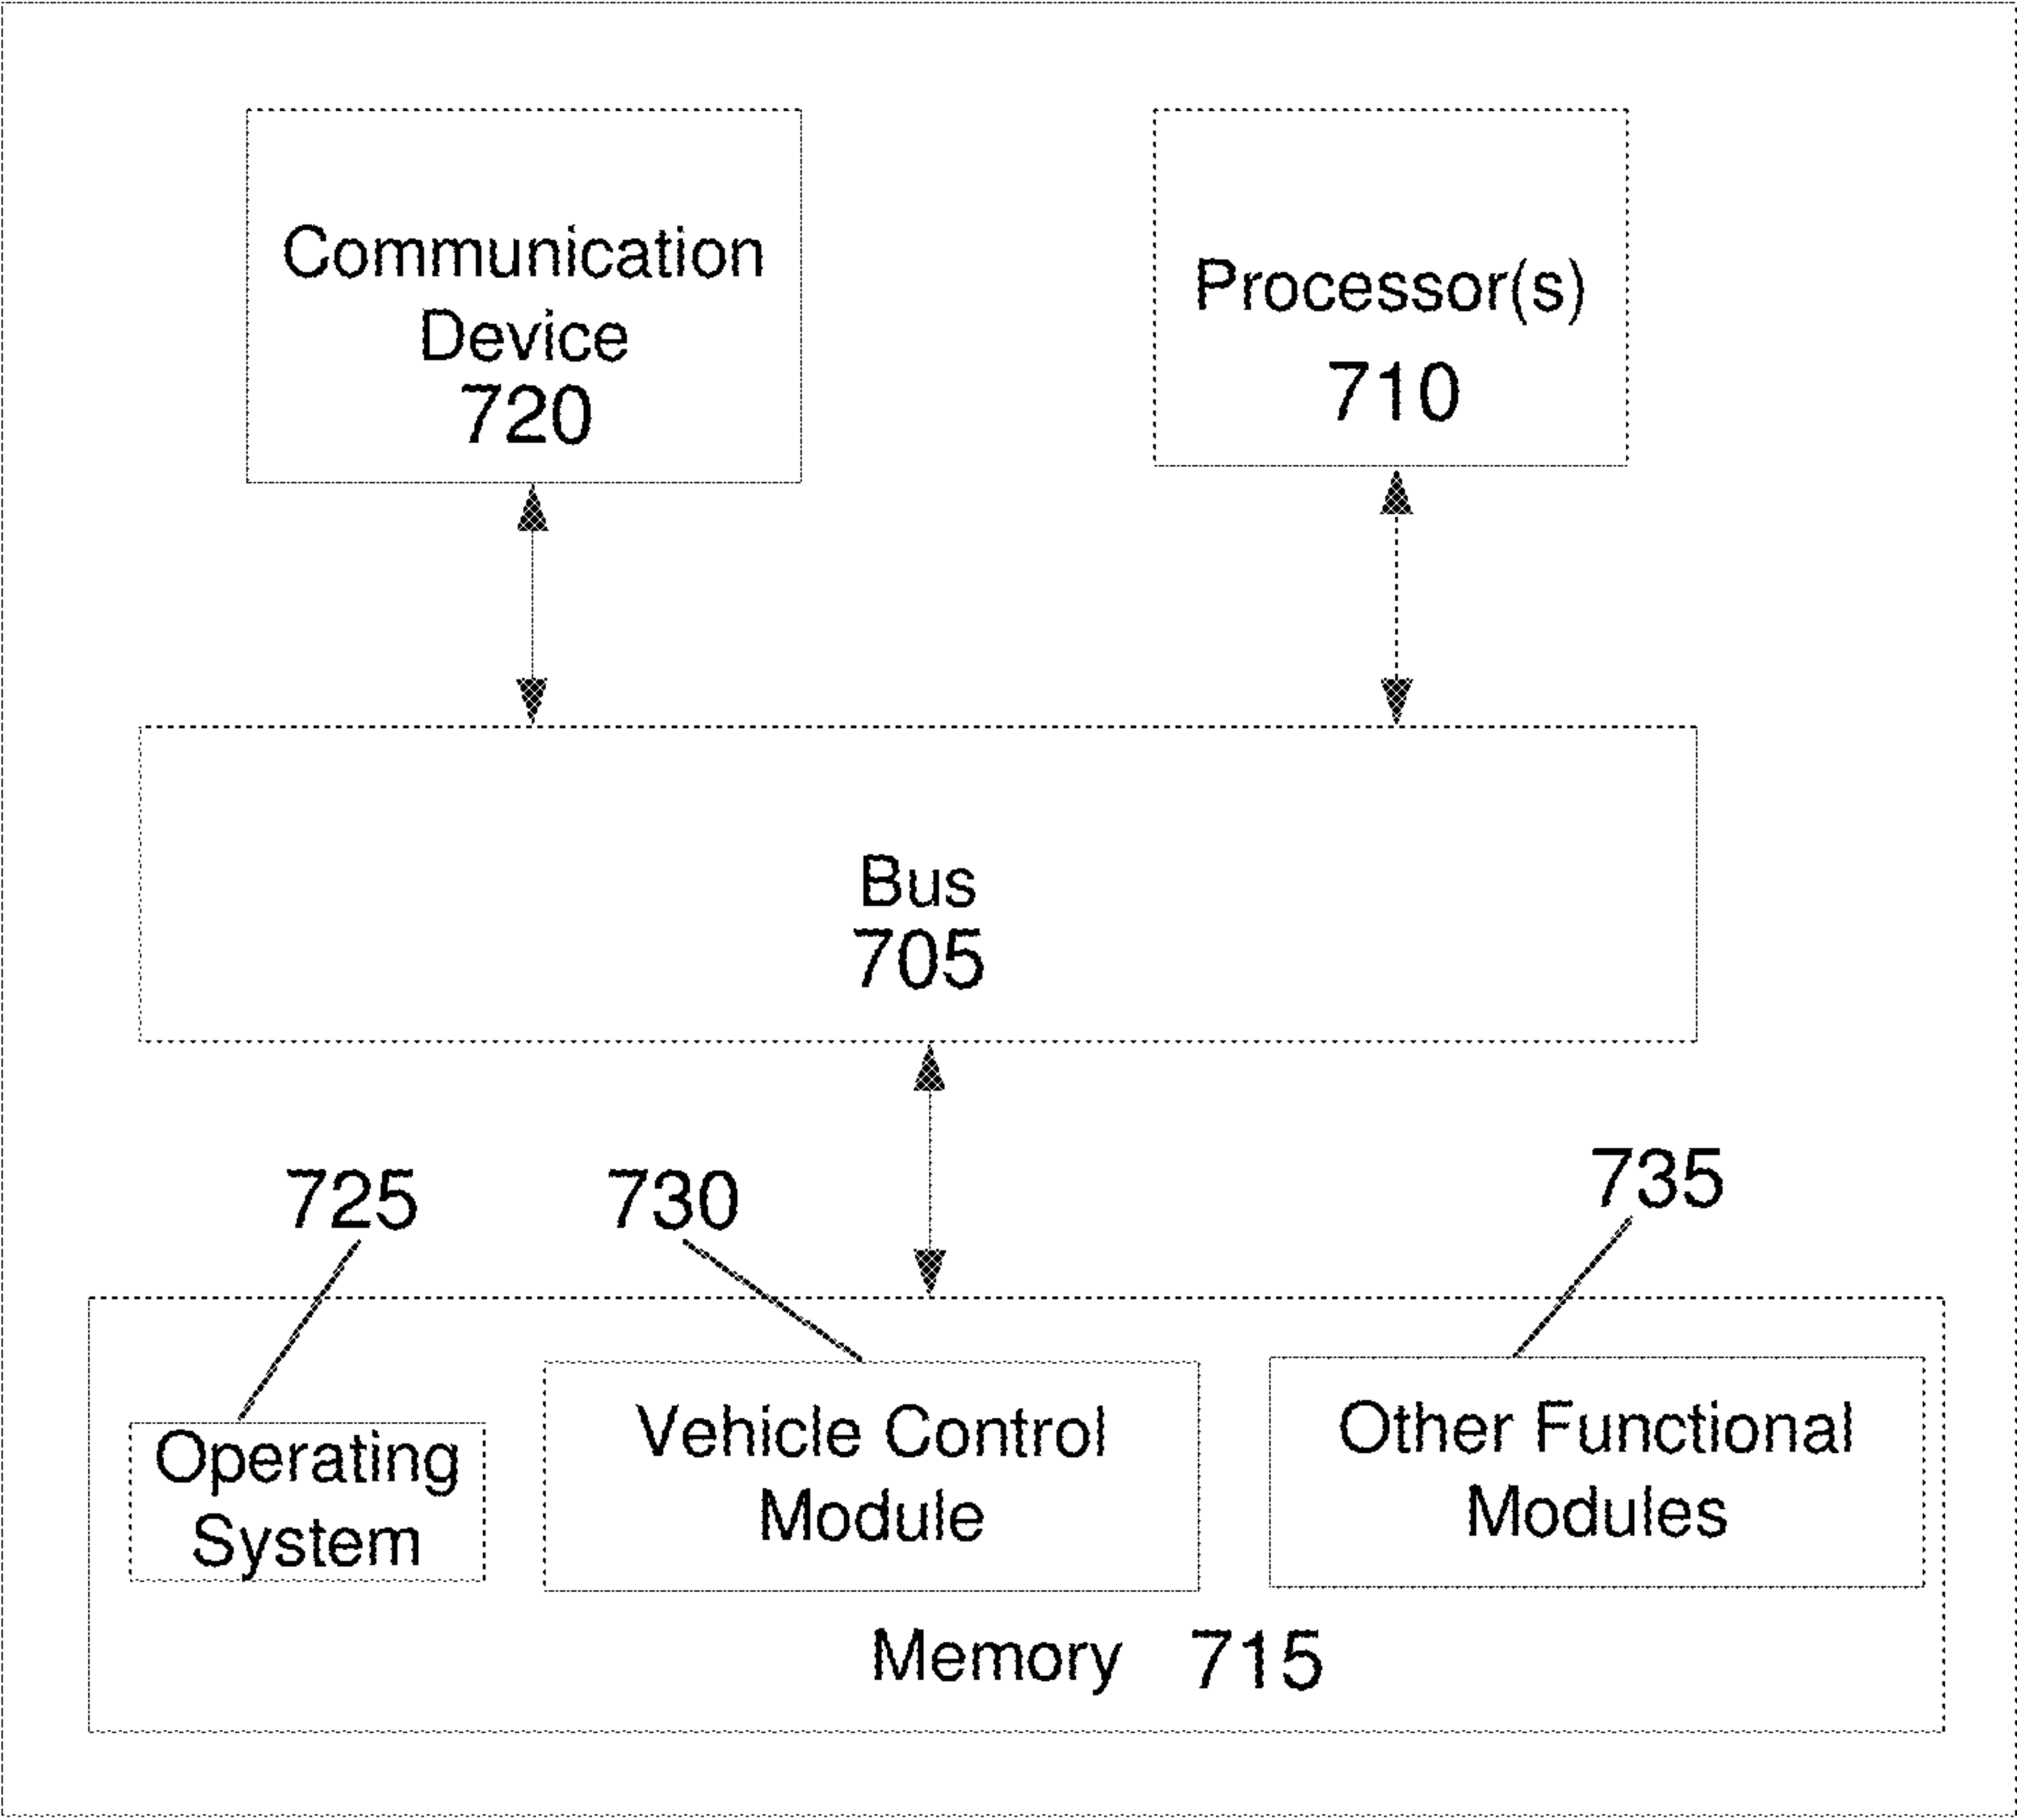 Communication
Device
720
Processor(s)
710
Bus
705
725
730
735
Operating
System
Vehicle Control
Module
Other Functional
Modules
Memory 715